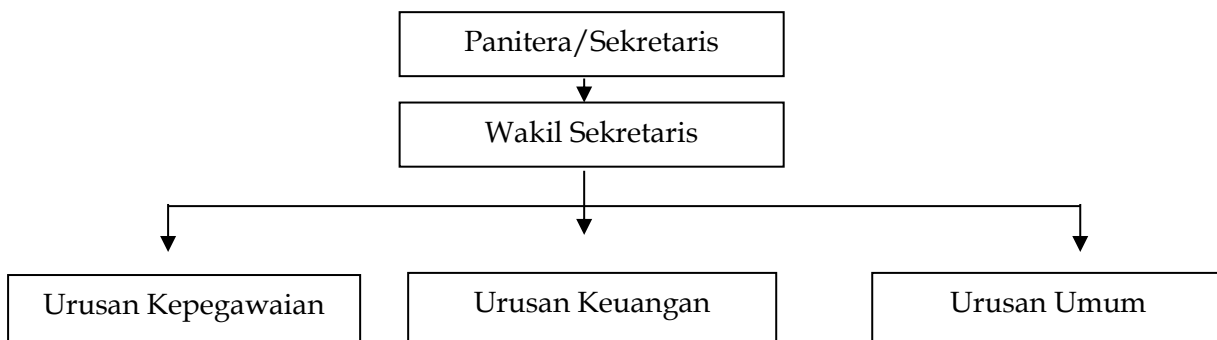 Panitera/Sekretaris
Wakil Sekretaris
Urusan Kepegawaian
Urusan Keuangan
Urusan Umum